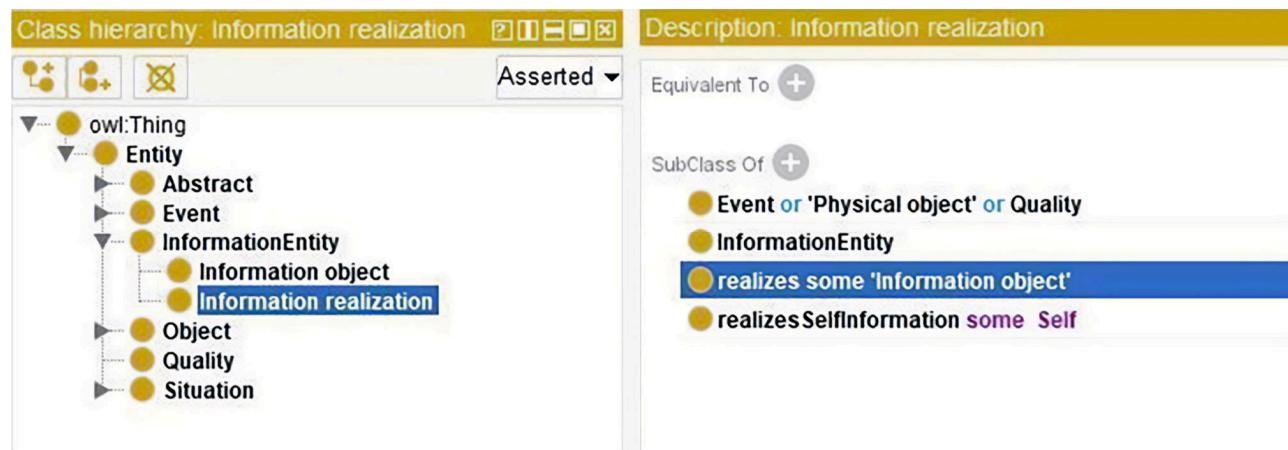 Class hierarchy: Information realization
Asserted
owl:Thing
Entity
Abstract
Event
InformationEntity
Information object
Information realization
Object
Quality
Situation
Description: Information realization
Equivalent To
SubClass Of
Event or 'Physical object' or Quality
InformationEntity
realizes some 'Information object'
realizesSelfInformation some Self